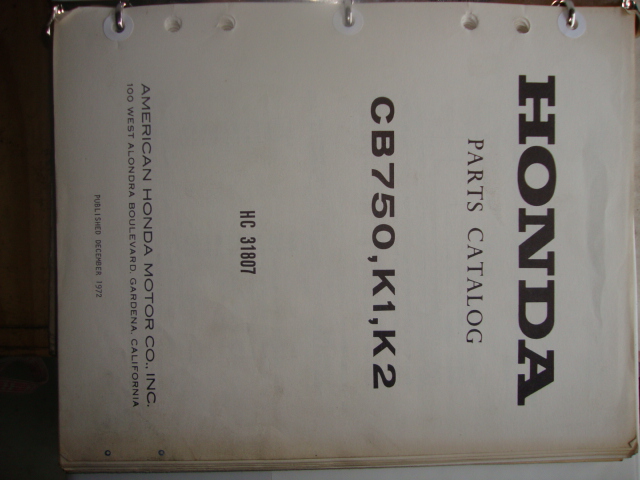 HONDA
PARTS CATALOG
CB750,K1,K2
HC 31807
AMERICAN HONDA MOTOR CO., INC.
100 WEST ALONDRA BOULEVARD, GARDENA, CALIFORNIA
PUBLISHED DECEMBER 1972